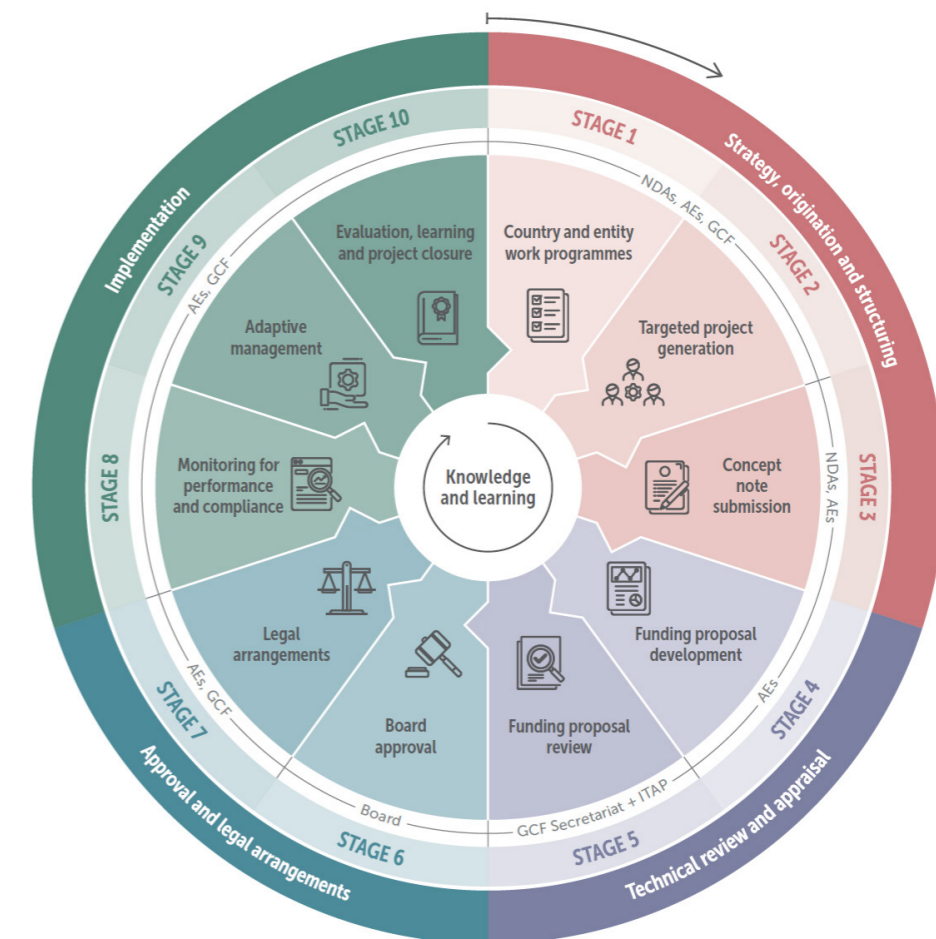 Strategy, origination and structuring
STAGE 1
NDAs, AEs, GCF
Country and entity
work programmes
STAGE 2
Targeted project
generation
STAGE 3
NDAs, AEs
Concept
note
submission
Technical review and appraisal
STAGE 4
AEs
Funding proposal
development
STAGE 5
GCF Secretariat + ITAP
Funding proposal
review
Approval and legal arrangements
STAGE 6
Board
Board
approval
STAGE 7
AEs, GCF
Legal
arrangements
Implementation
STAGE 8
Monitoring for
performance
and compliance
STAGE 9
AEs, GCF
Adaptive
management
STAGE 10
Evaluation, learning
and project closure
Knowledge
and learning